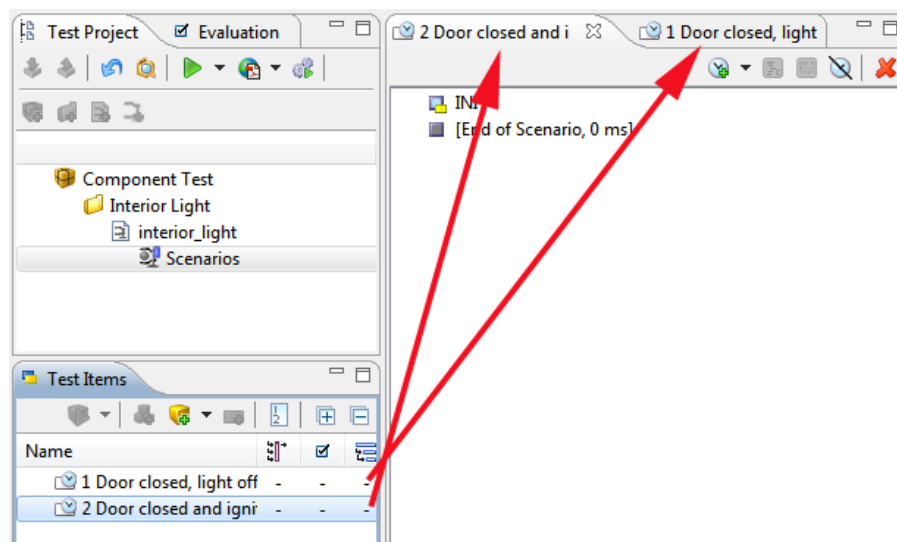 Test Project
Evaluation
2 Door closed and i
1 Door closed, light
INI
[End of Scenario, 0 ms]
Component Test
Interior Light
interior_light
Scenarios
Test Items
Name
1 Door closed, light off - - -
2 Door closed and igni - - -